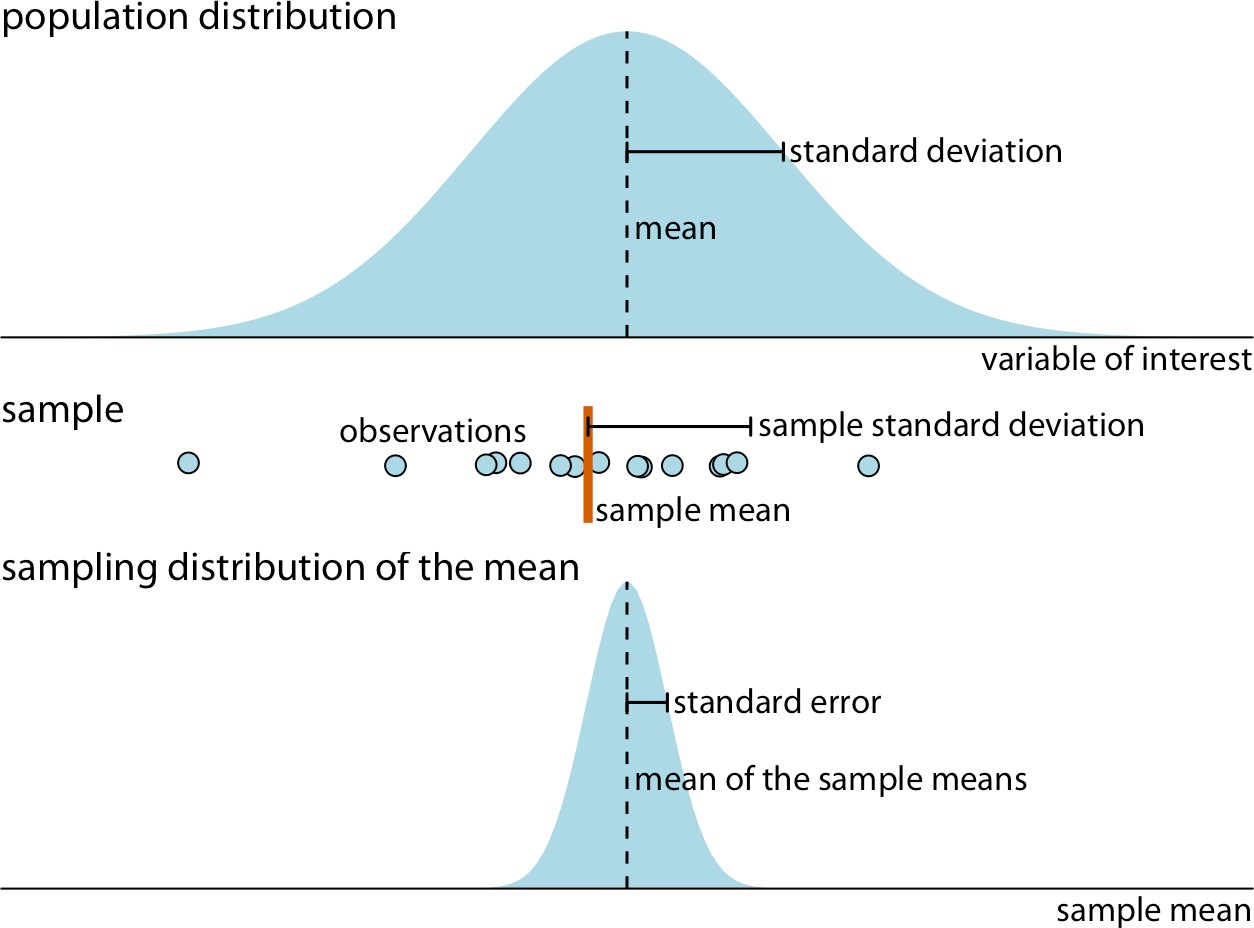 population distribution
standard deviation
mean
variable of interest
sample
observations
sample standard deviation
sample mean
sampling distribution of the mean
standard error
mean of the sample means
sample mean